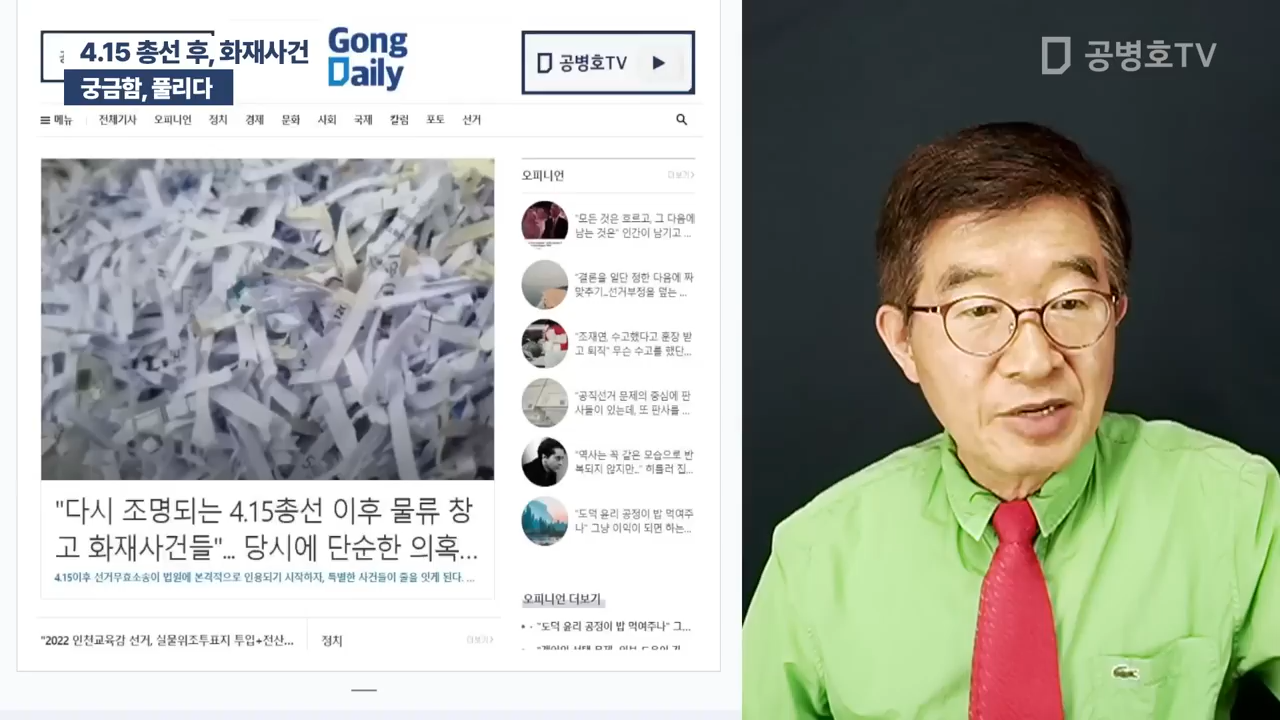 4.15 총선 후, 화재사건
궁금함, 풀리다
Gong
Daily
공병호TV
공병호TV
메뉴
전체기사
오피니언
정치
경제
문화
사회
국제
칼럼
포토
선거
"다시 조명되는 4.15총선 이후 물류 창
고 화재사건들"... 당시에 단순한 의혹...
4.15이후 선거무효소송이 법원에 본격적으로 인용되기 시작하자, 특별한 사건들이 줄을 잇게 된다. ...
"2022 인천교육감 선거, 실물위조투표지 투입+전산...
정치
더보기>
오피니언
더보기>
"모든 것은 흐르고, 그 다음에
남는 것은" 인간이 남기고 ...
"결론을 일단 정한 다음에 짜
맞추기...선거부정을 덮는 ...
"조재연, 수고했다고 훈장 받
고 퇴직" 무슨 수고를 했단...
"공직선거 문제의 중심에 판
사들이 있는데, 또 판사를 ...
"역사는 꼭 같은 모습으로 반
복되지 않지만..." 히틀러 집...
"도덕 윤리 공정이 밥 먹여주
나" 그냥 이익이 되면 하는...
오피니언 더보기
"도덕 윤리 공정이 밥 먹여주나" 그...